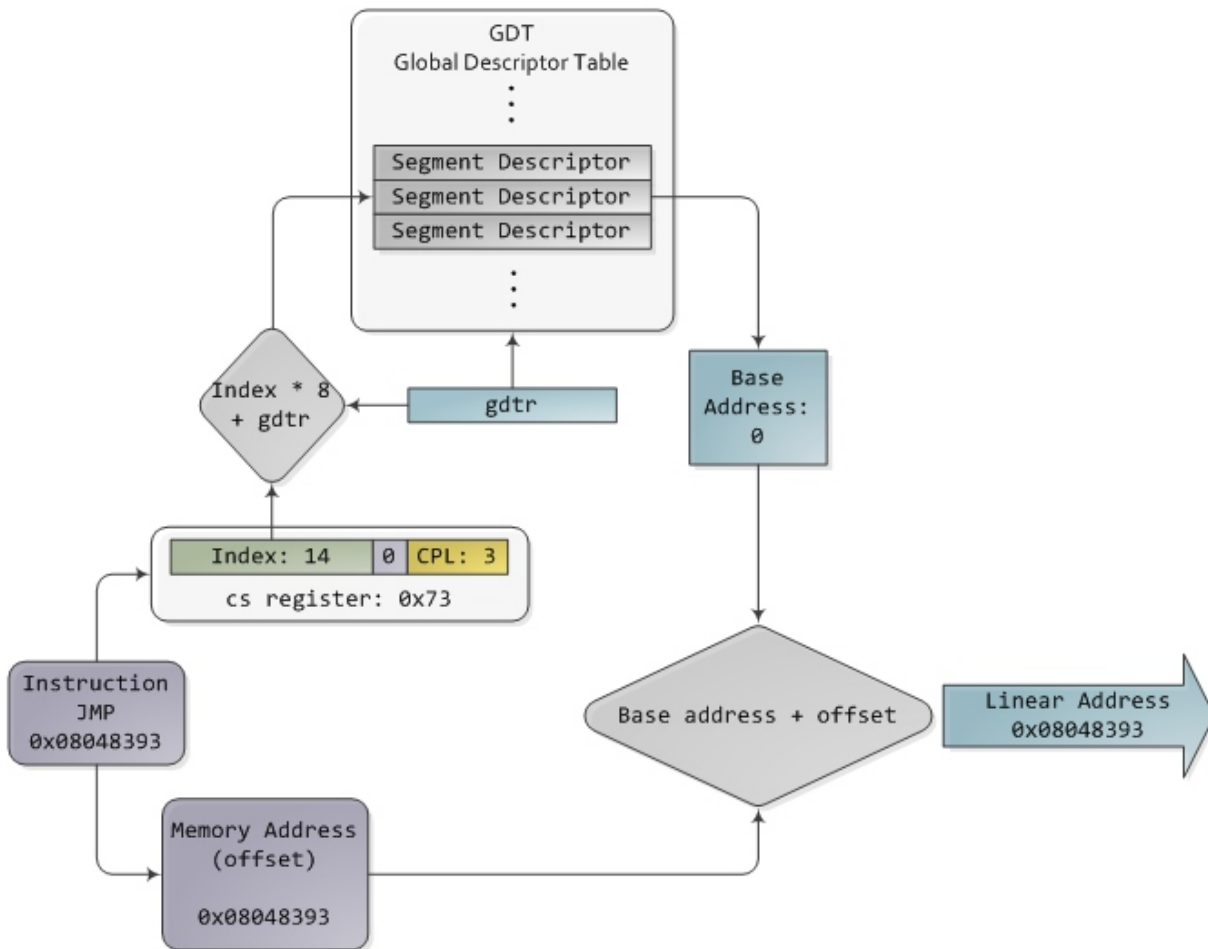 GDT
Global Descriptor Table
Segment Descriptor
Segment Descriptor
Segment Descriptor
Index * 8
+ gdtr
gdtr
Base
Address:
0
Index: 14
0
CPL: 3
cs register: 0x73
Instruction
JMP
0x08048393
Base address + offset
Linear Address
0x08048393
Memory Address
(offset)
0x08048393